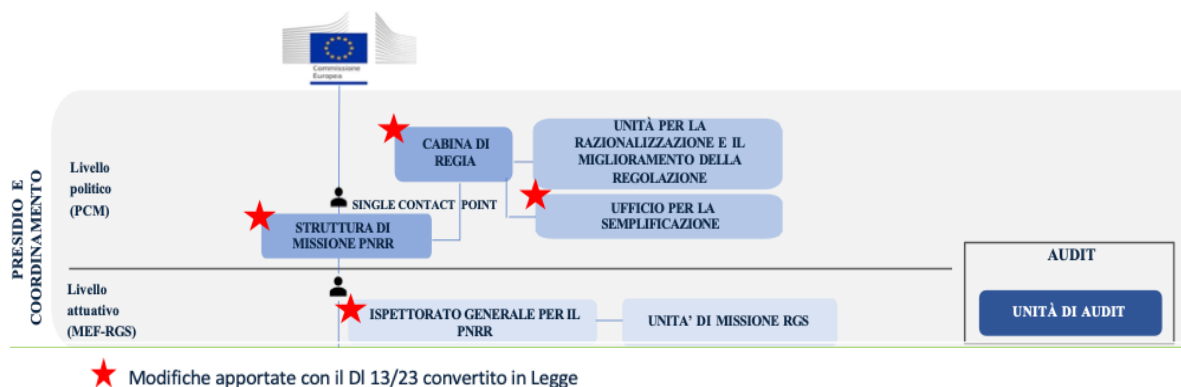 Commissione
Europea
PRESIDIO E
COORDINAMENTO
Livello
politico
(PCM)
CABINA DI
REGIA
UNITÀ PER LA
RAZIONALIZZAZIONE E IL
MIGLIORAMENTO DELLA
REGOLAZIONE
SINGLE CONTACT POINT
UFFICIO PER LA
SEMPLIFICAZIONE
STRUTTURA DI
MISSIONE PNRR
Livello
attuativo
(MEF-RGS)
ISPETTORATO GENERALE PER IL
PNRR
UNITA’ DI MISSIONE RGS
AUDIT
UNITÀ DI AUDIT
Modifiche apportate con il Dl 13/23 convertito in Legge